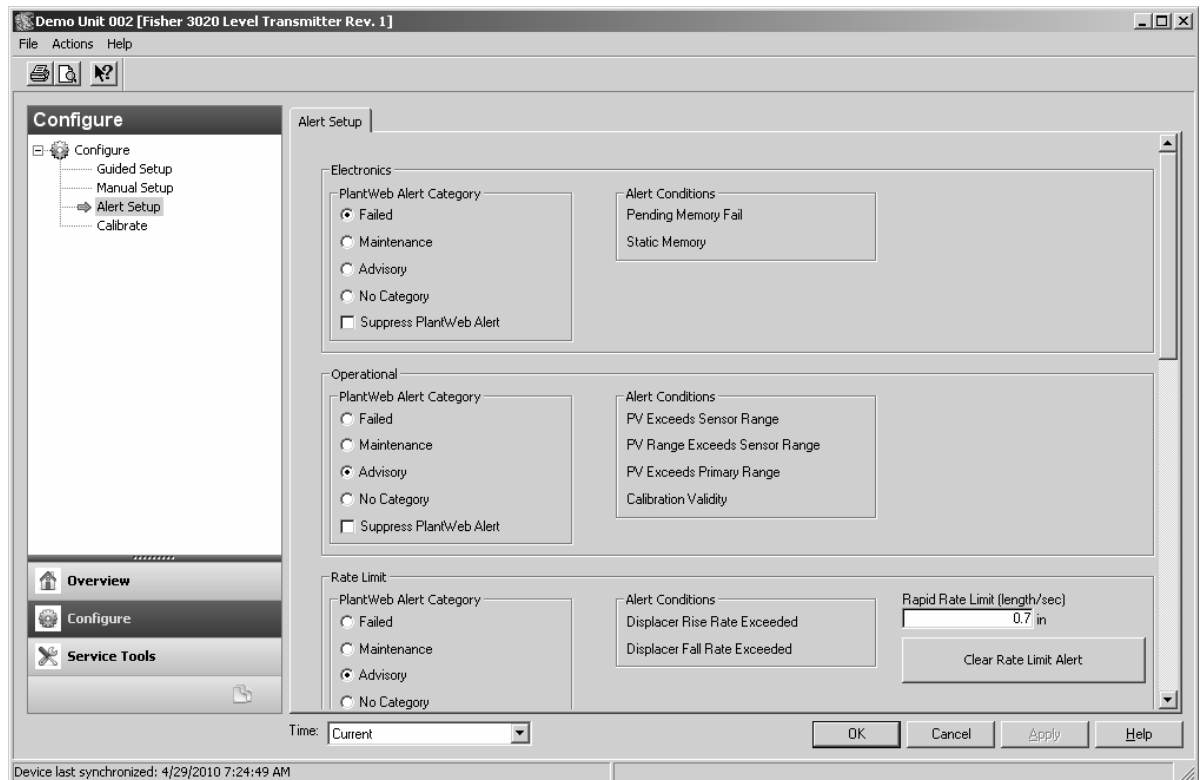 Demo Unit 002 [Fisher 3020 Level Transmitter Rev. 1]
File Actions Help
Configure
Configure
Guided Setup
Manual Setup
Alert Setup
Calibrate
Overview
Configure
Service Tools
Alert Setup
Electronics
PlantWeb Alert Category
Failed
Maintenance
Advisory
No Category
Suppress PlantWeb Alert
Alert Conditions
Pending Memory Fail
Static Memory
Operational
PlantWeb Alert Category
Failed
Maintenance
Advisory
No Category
Suppress PlantWeb Alert
Alert Conditions
PV Exceeds Sensor Range
PV Range Exceeds Sensor Range
PV Exceeds Primary Range
Calibration Validity
Rate Limit
PlantWeb Alert Category
Failed
Maintenance
Advisory
No Category
Alert Conditions
Displacer Rise Rate Exceeded
Displacer Fall Rate Exceeded
Rapid Rate Limit (length/sec)
0.7 in
Clear Rate Limit Alert
Time: Current
OK Cancel Apply Help
Device last synchronized: 4/29/2010 7:24:49 AM